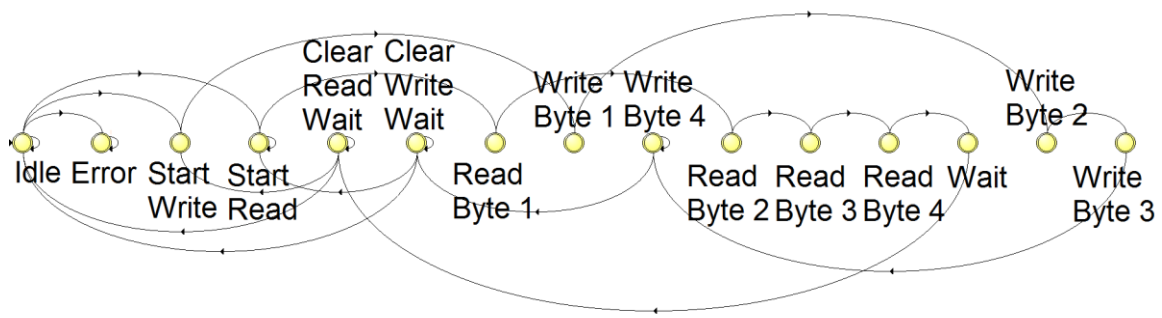 Clear Clear
Read Write
Wait Wait
Write Write
Byte 1 Byte 4
Write
Byte 2
Idle Error
Start
Write
Start
Read
Read
Byte 1
Read
Byte 2
Read
Byte 3
Read
Byte 4
Wait
Write
Byte 3